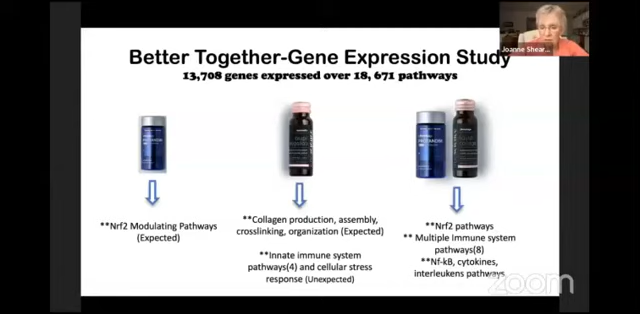 Joanne Shear...
Better Together-Gene Expression Study
13,708 genes expressed over 18, 671 pathways
**Nrf2 Modulating Pathways
(Expected)
**Collagen production, assembly,
crosslinking, organization (Expected)
**Innate immune system
pathways(4) and cellular stress
response (Unexpected)
**Nrf2 pathways
** Multiple immune system
pathways(8)
**Nf-kB, cytokines,
interleukens pathways
zoom